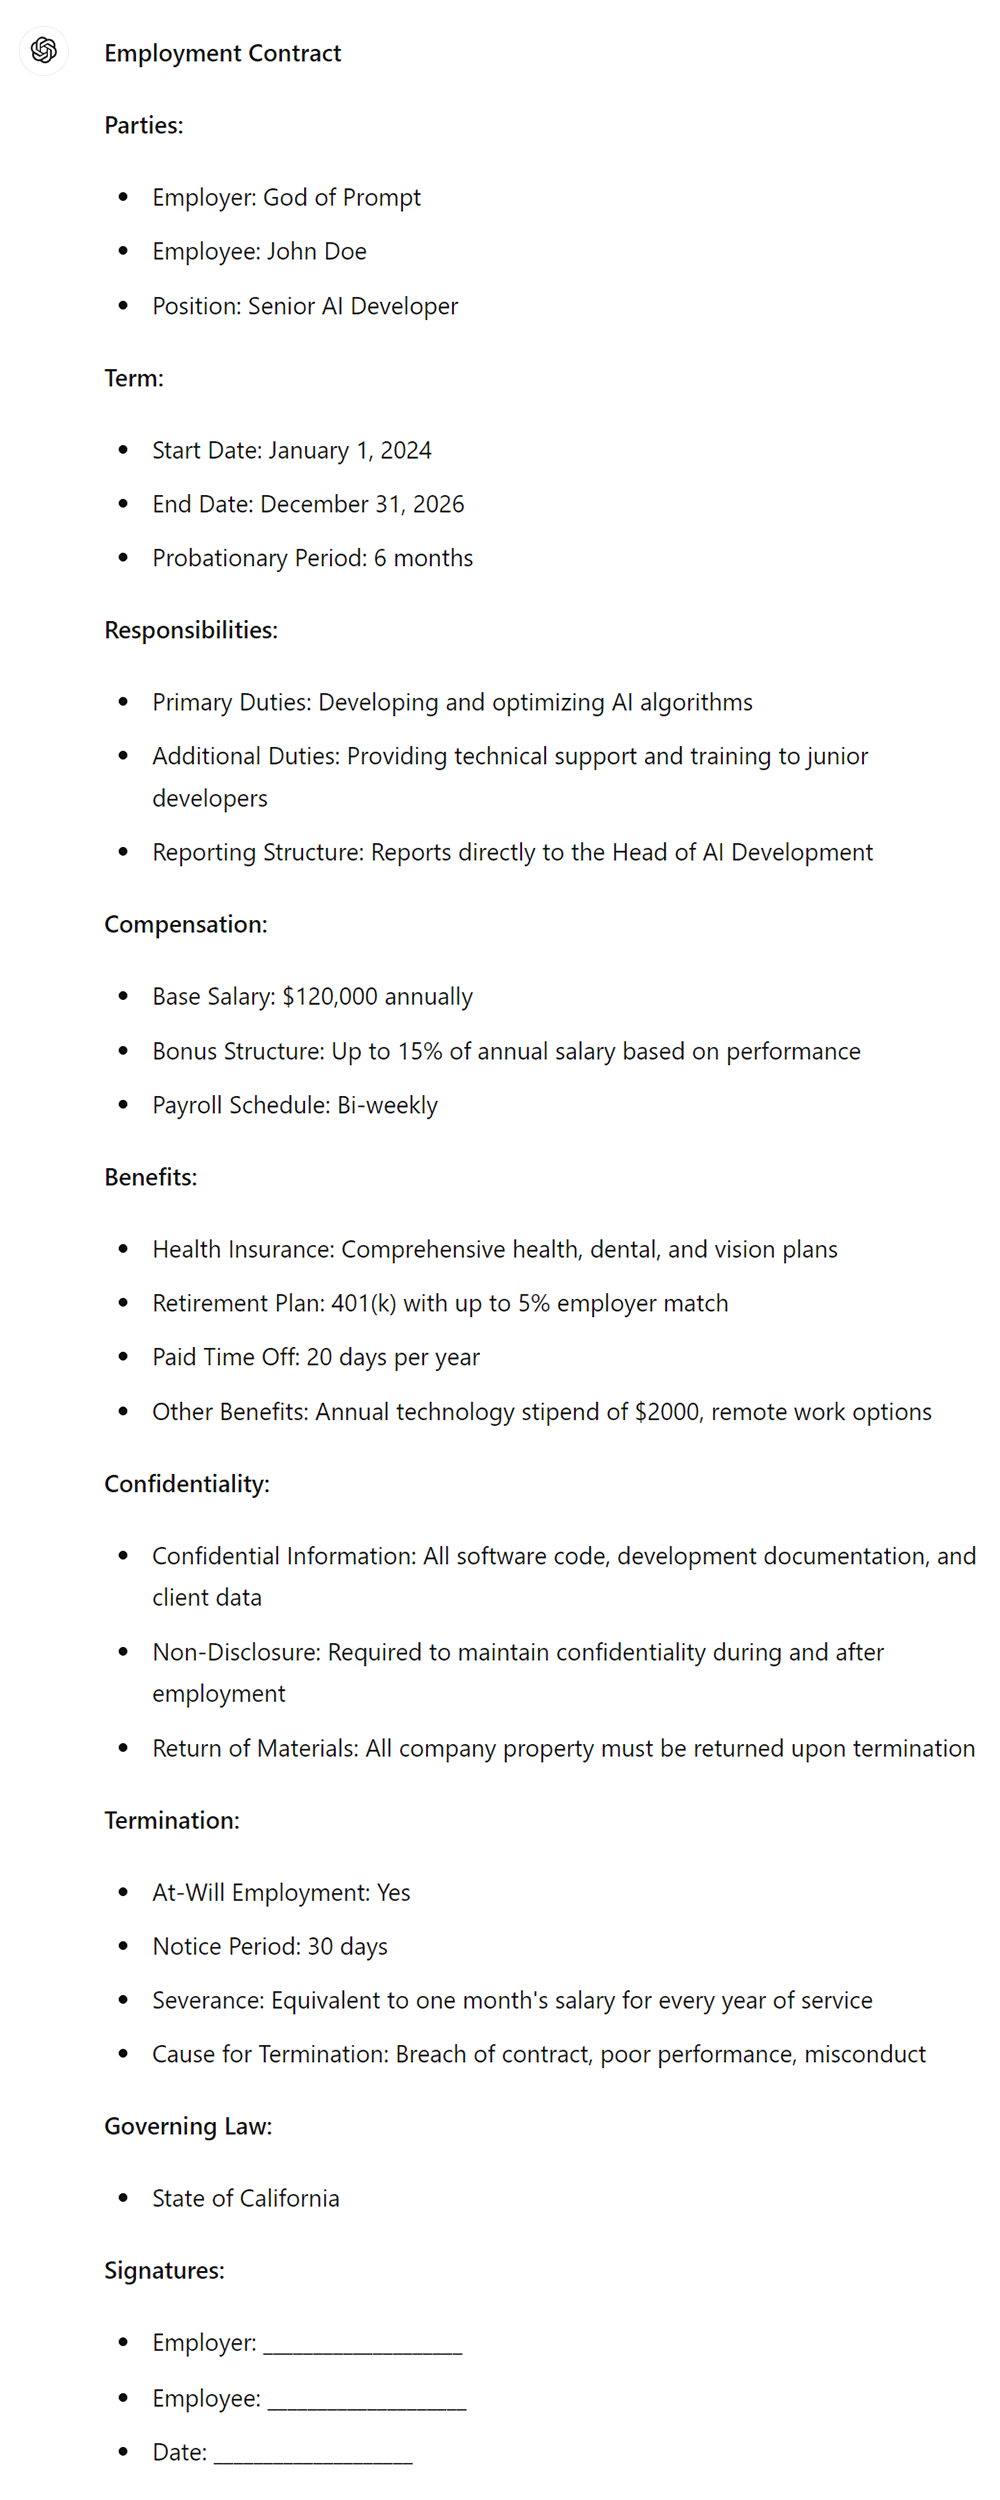 Employment Contract
Parties:
Employer: God of Prompt
Employee: John Doe
Position: Senior AI Developer
Term:
Start Date: January 1, 2024
End Date: December 31, 2026
Probationary Period: 6 months
Responsibilities:
Primary Duties: Developing and optimizing AI algorithms
Additional Duties: Providing technical support and training to junior
developers
Reporting Structure: Reports directly to the Head of AI Development
Compensation:
Base Salary: $120,000 annually
Bonus Structure: Up to 15% of annual salary based on performance
Payroll Schedule: Bi-weekly
Benefits:
Health Insurance: Comprehensive health, dental, and vision plans
Retirement Plan: 401(k) with up to 5% employer match
Paid Time Off: 20 days per year
Other Benefits: Annual technology stipend of $2000, remote work options
Confidentiality:
Confidential Information: All software code, development documentation, and
client data
Non-Disclosure: Required to maintain confidentiality during and after
employment
Return of Materials: All company property must be returned upon termination
Termination:
At-Will Employment: Yes
Notice Period: 30 days
Severance: Equivalent to one month's salary for every year of service
Cause for Termination: Breach of contract, poor performance, misconduct
Governing Law:
State of California
Signatures:
Employer: ____________________
Employee: ____________________
Date: ____________________